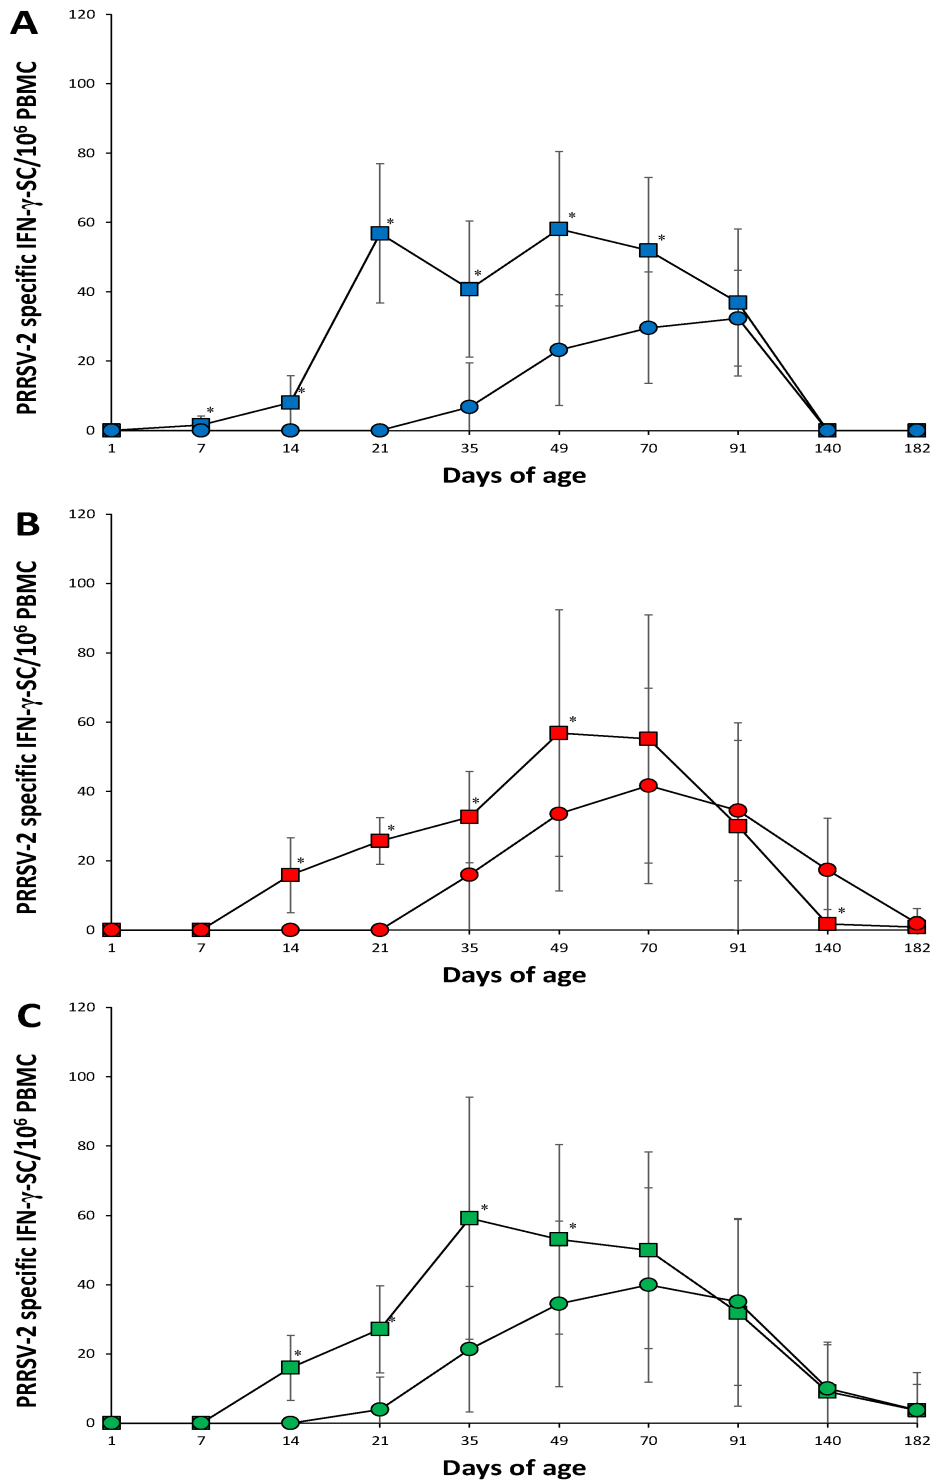 A
PRRSV-2 specific IFN-γ-SC/10⁶ PBMC
120
100
80
60
40
20
0
* * * * * *
1 7 14 21 35 49 70 91 140 182
Days of age
B
PRRSV-2 specific IFN-γ-SC/10⁶ PBMC
120
100
80
60
40
20
0
* * * * *
1 7 14 21 35 49 70 91 140 182
Days of age
C
PRRSV-2 specific IFN-γ-SC/10⁶ PBMC
120
100
80
60
40
20
0
* * * *
1 7 14 21 35 49 70 91 140 182
Days of age